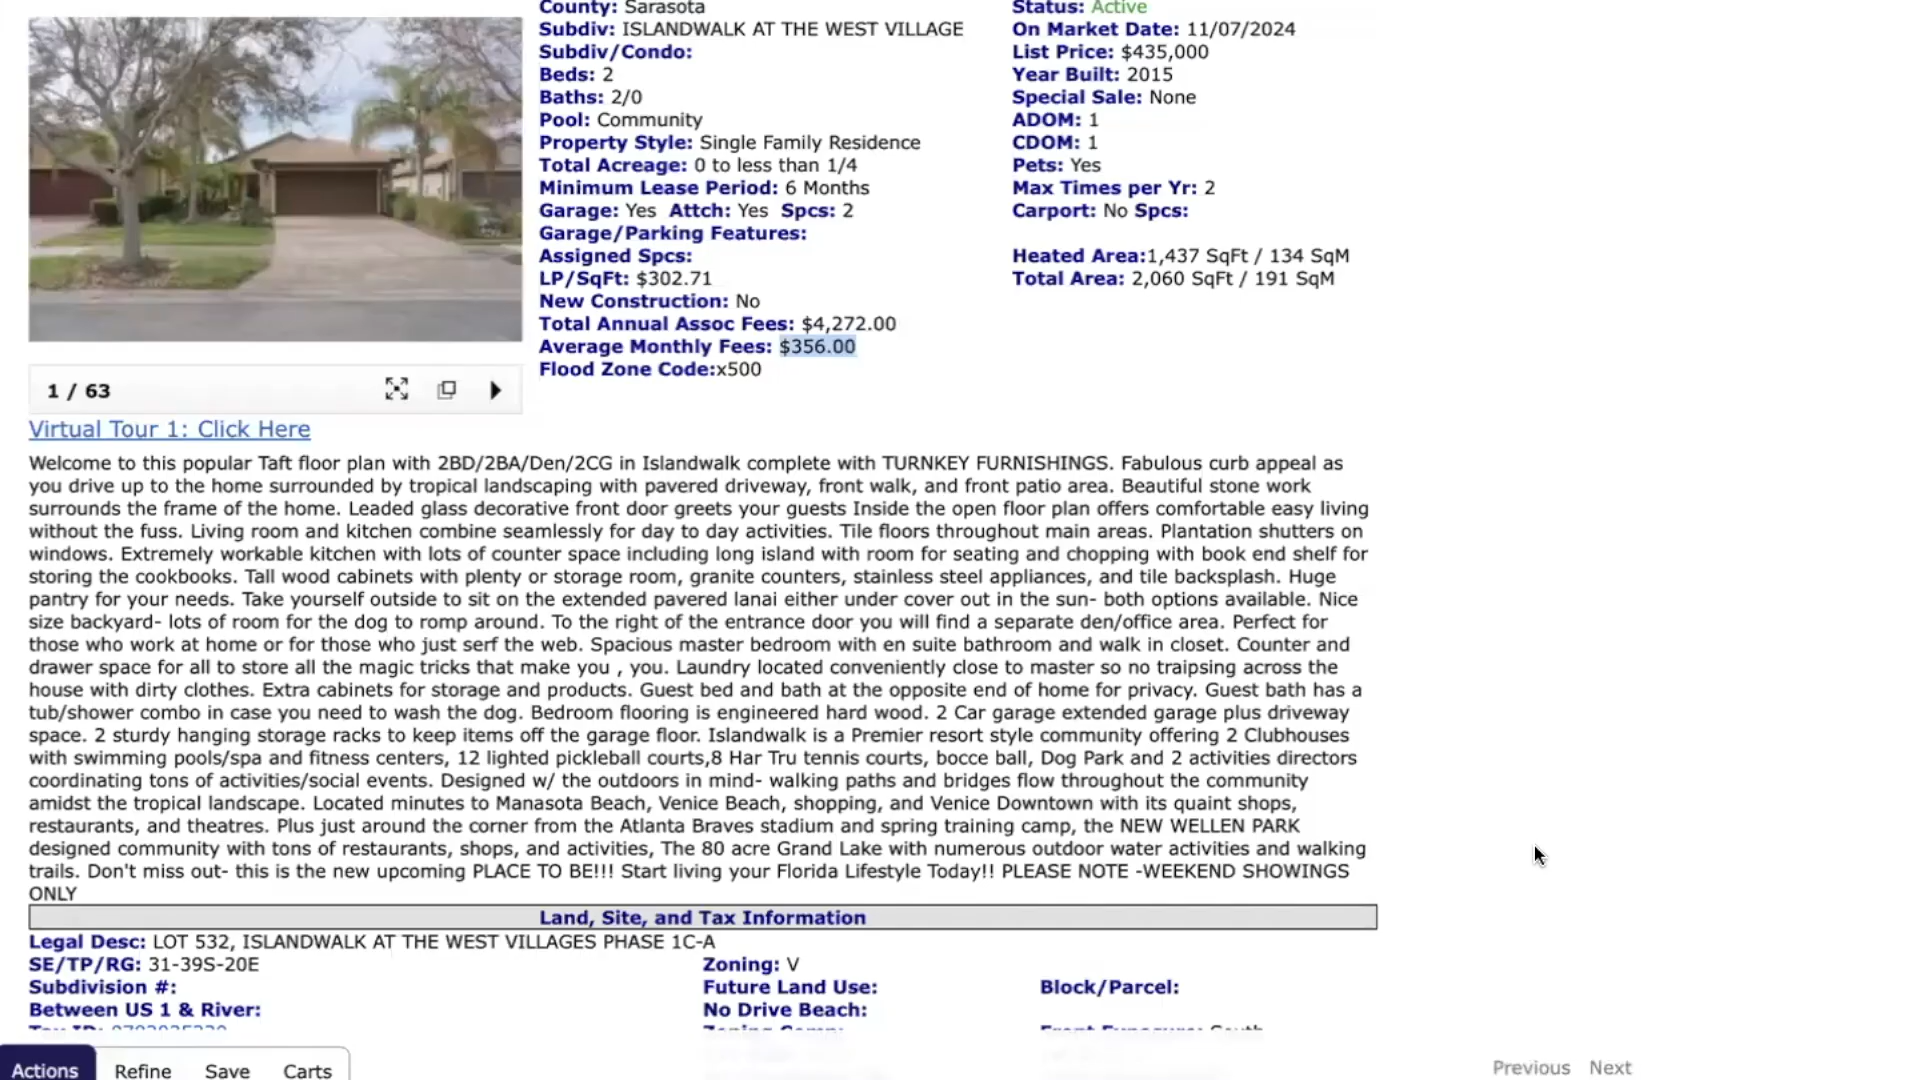 County: Sarasota
Subdiv: ISLANDWALK AT THE WEST VILLAGE
Subdiv/Condo:
Beds: 2
Baths: 2/0
Pool: Community
Property Style: Single Family Residence
Total Acreage: 0 to less than 1/4
Minimum Lease Period: 6 Months
Garage: Yes Attch: Yes Spcs: 2
Garage/Parking Features:
Assigned Spcs:
LP/SqFt: $302.71
New Construction: No
Total Annual Assoc Fees: $4,272.00
Average Monthly Fees: $356.00
Flood Zone Code:x500
Status: Active
On Market Date: 11/07/2024
List Price: $435,000
Year Built: 2015
Special Sale: None
ADOM: 1
CDOM: 1
Pets: Yes
Max Times per Yr: 2
Carport: No Spcs:
Heated Area:1,437 SqFt / 134 SqM
Total Area: 2,060 SqFt / 191 SqM
1 / 63
Virtual Tour 1: Click Here
Welcome to this popular Taft floor plan with 2BD/2BA/Den/2CG in Islandwalk complete with TURNKEY FURNISHINGS. Fabulous curb appeal as
you drive up to the home surrounded by tropical landscaping with pavered driveway, front walk, and front patio area. Beautiful stone work
surrounds the frame of the home. Leaded glass decorative front door greets your guests Inside the open floor plan offers comfortable easy living
without the fuss. Living room and kitchen combine seamlessly for day to day activities. Tile floors throughout main areas. Plantation shutters on
windows. Extremely workable kitchen with lots of counter space including long island with room for seating and chopping with book end shelf for
storing the cookbooks. Tall wood cabinets with plenty or storage room, granite counters, stainless steel appliances, and tile backsplash. Huge
pantry for your needs. Take yourself outside to sit on the extended pavered lanai either under cover out in the sun- both options available. Nice
size backyard- lots of room for the dog to romp around. To the right of the entrance door you will find a separate den/office area. Perfect for
those who work at home or for those who just serf the web. Spacious master bedroom with en suite bathroom and walk in closet. Counter and
drawer space for all to store all the magic tricks that make you , you. Laundry located conveniently close to master so no traipsing across the
house with dirty clothes. Extra cabinets for storage and products. Guest bed and bath at the opposite end of home for privacy. Guest bath has a
tub/shower combo in case you need to wash the dog. Bedroom flooring is engineered hard wood. 2 Car garage extended garage plus driveway
space. 2 sturdy hanging storage racks to keep items off the garage floor. Islandwalk is a Premier resort style community offering 2 Clubhouses
with swimming pools/spa and fitness centers, 12 lighted pickleball courts,8 Har Tru tennis courts, bocce ball, Dog Park and 2 activities directors
coordinating tons of activities/social events. Designed w/ the outdoors in mind- walking paths and bridges flow throughout the community
amidst the tropical landscape. Located minutes to Manasota Beach, Venice Beach, shopping, and Venice Downtown with its quaint shops,
restaurants, and theatres. Plus just around the corner from the Atlanta Braves stadium and spring training camp, the NEW WELLEN PARK
designed community with tons of restaurants, shops, and activities, The 80 acre Grand Lake with numerous outdoor water activities and walking
trails. Don't miss out- this is the new upcoming PLACE TO BE!!! Start living your Florida Lifestyle Today!! PLEASE NOTE -WEEKEND SHOWINGS
ONLY
Land, Site, and Tax Information
Legal Desc: LOT 532, ISLANDWALK AT THE WEST VILLAGES PHASE 1C-A
SE/TP/RG: 31-39S-20E
Zoning: V
Subdivision #:
Future Land Use:
Block/Parcel:
Between US 1 & River:
No Drive Beach:
Tax ID:
Front Exposure: South
Actions Refine Save Carts
Previous Next